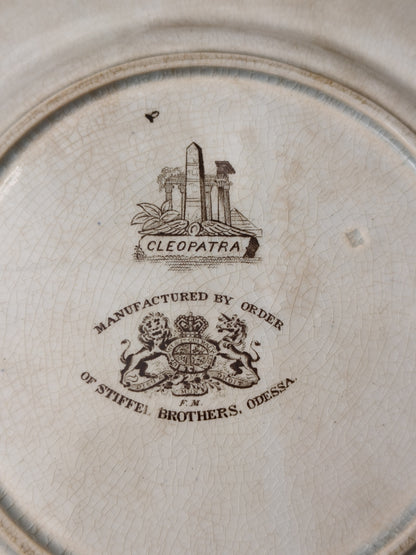 CLEOPATRA
MANUFACTURED BY ORDER
F.M.
OF STIFFEL BROTHERS, ODESSA.